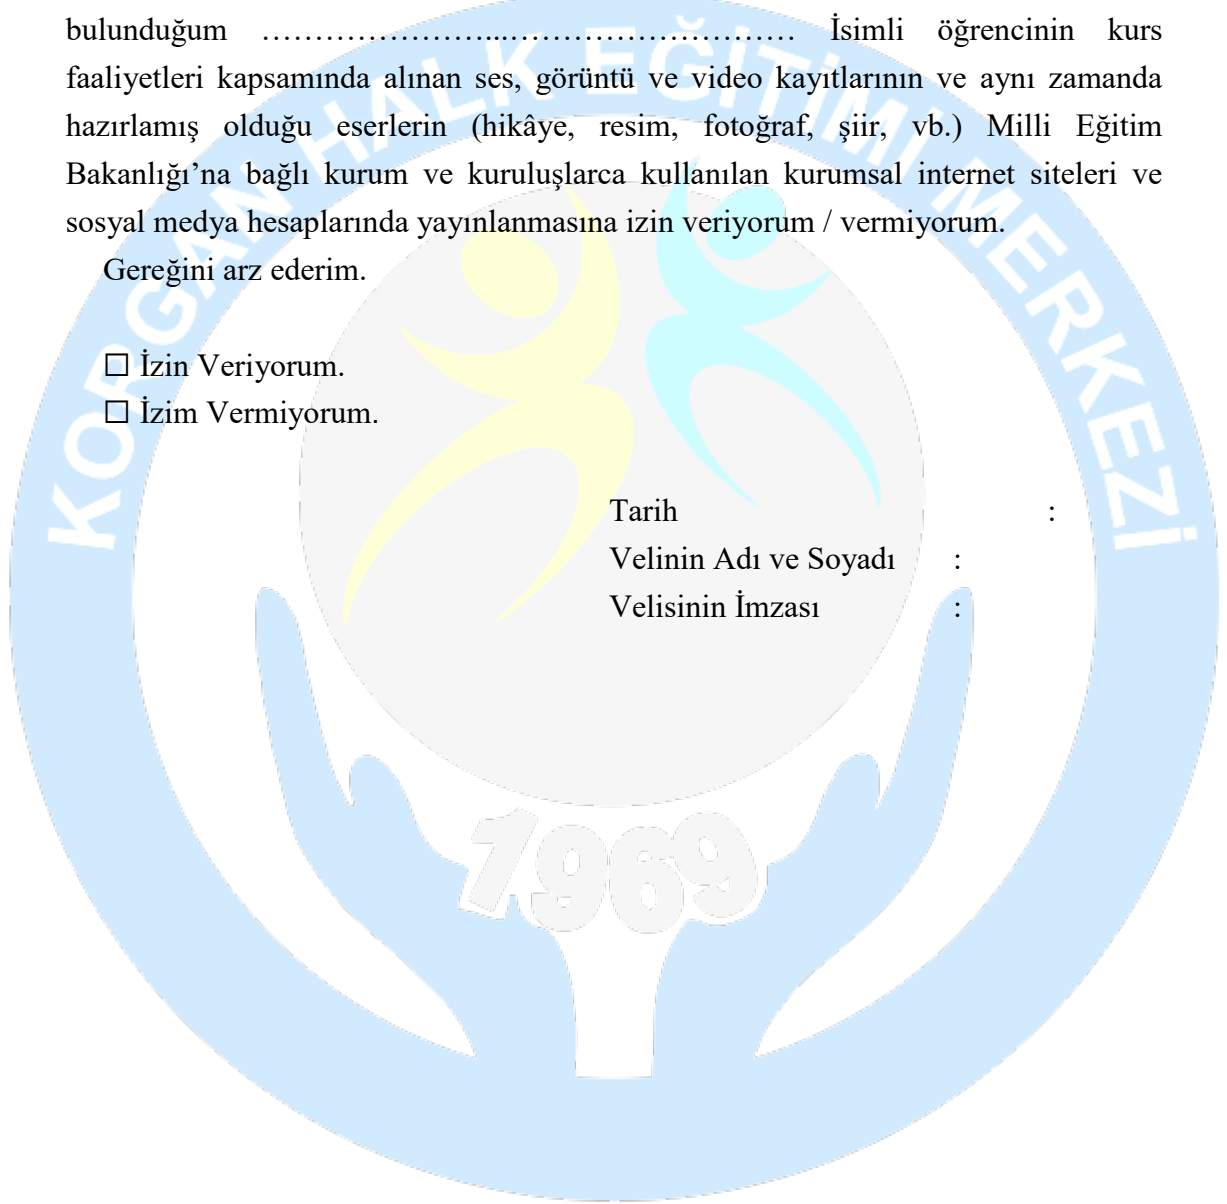 bulunduğum …………………...……………………… İsimli öğrencinin kurs
faaliyetleri kapsamında alınan ses, görüntü ve video kayıtlarının ve aynı zamanda
hazırlamış olduğu eserlerin (hikâye, resim, fotoğraf, şiir, vb.) Milli Eğitim
Bakanlığı’na bağlı kurum ve kuruluşlarca kullanılan kurumsal internet siteleri ve
sosyal medya hesaplarında yayınlanmasına izin veriyorum / vermiyorum.
Gereğini arz ederim.
☐ İzin Veriyorum.
☐ İzim Vermiyorum.
Tarih :
Velinin Adı ve Soyadı :
Velisinin İmzası :
KORGAN HALK EĞİTİMİ MERKEZİ
1969